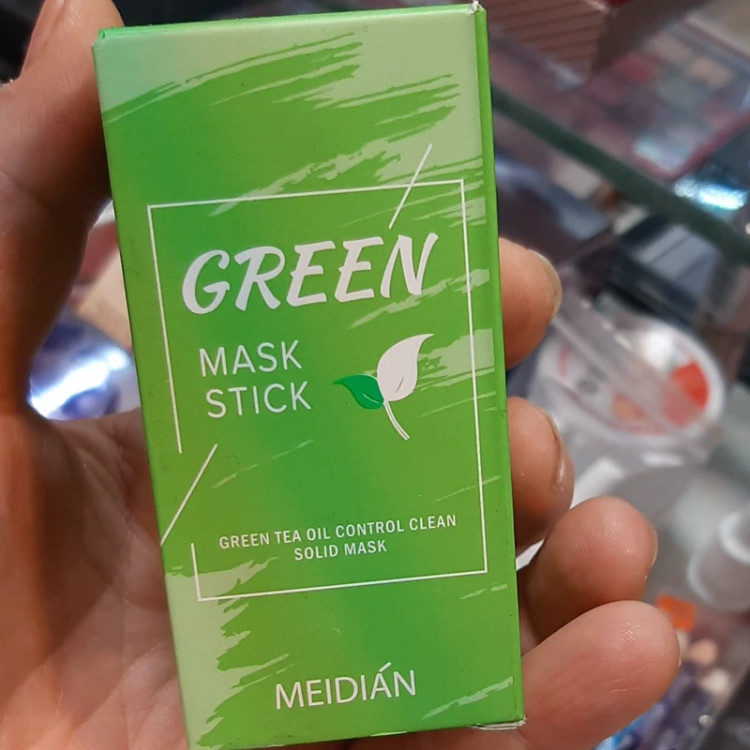 GREEN
MASK
STICK
GREEN TEA OIL CONTROL CLEAN
SOLID MASK
MEIDIÁN